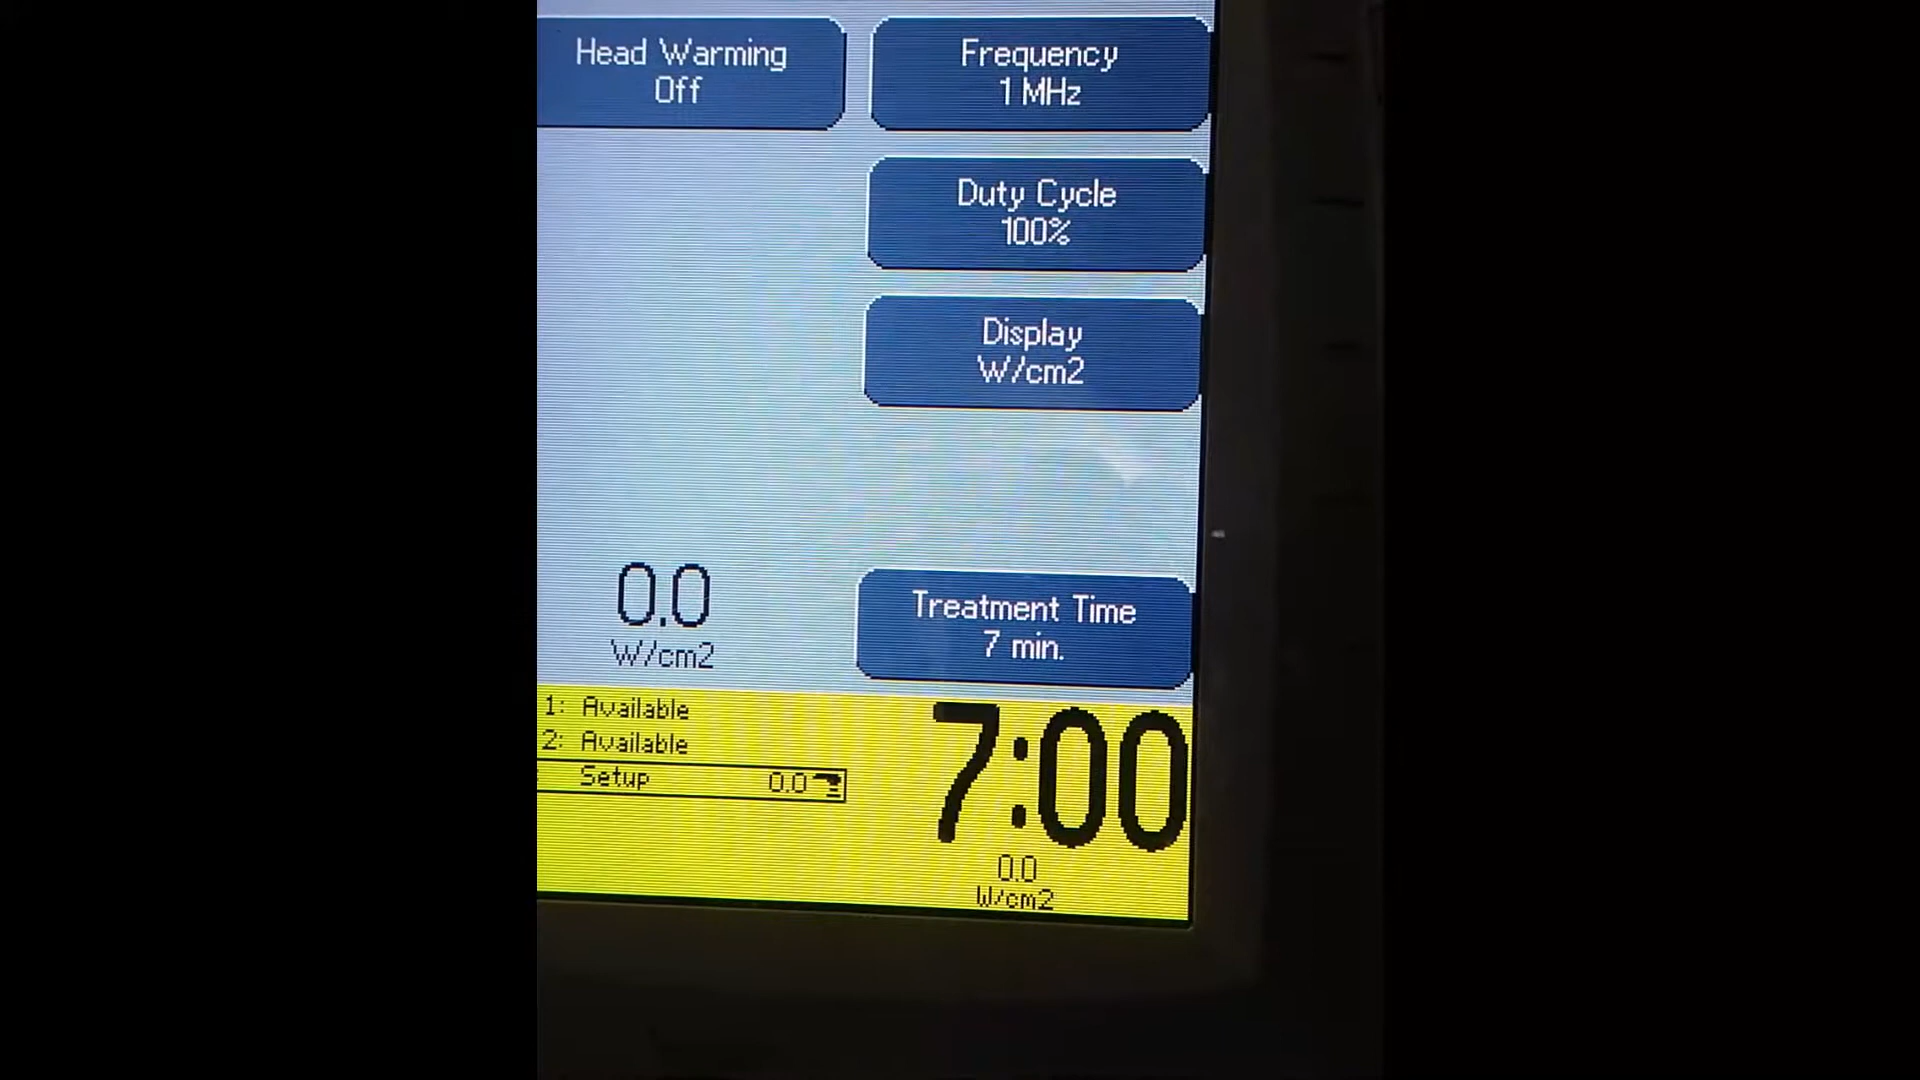 Head Warming
Off
Frequency
1 MHz
Duty Cycle
100%
Display
W/cm2
0.0
W/cm2
Treatment Time
7 min.
1: Available
2: Available
Setup 0.0
7:00
0.0
W/cm2